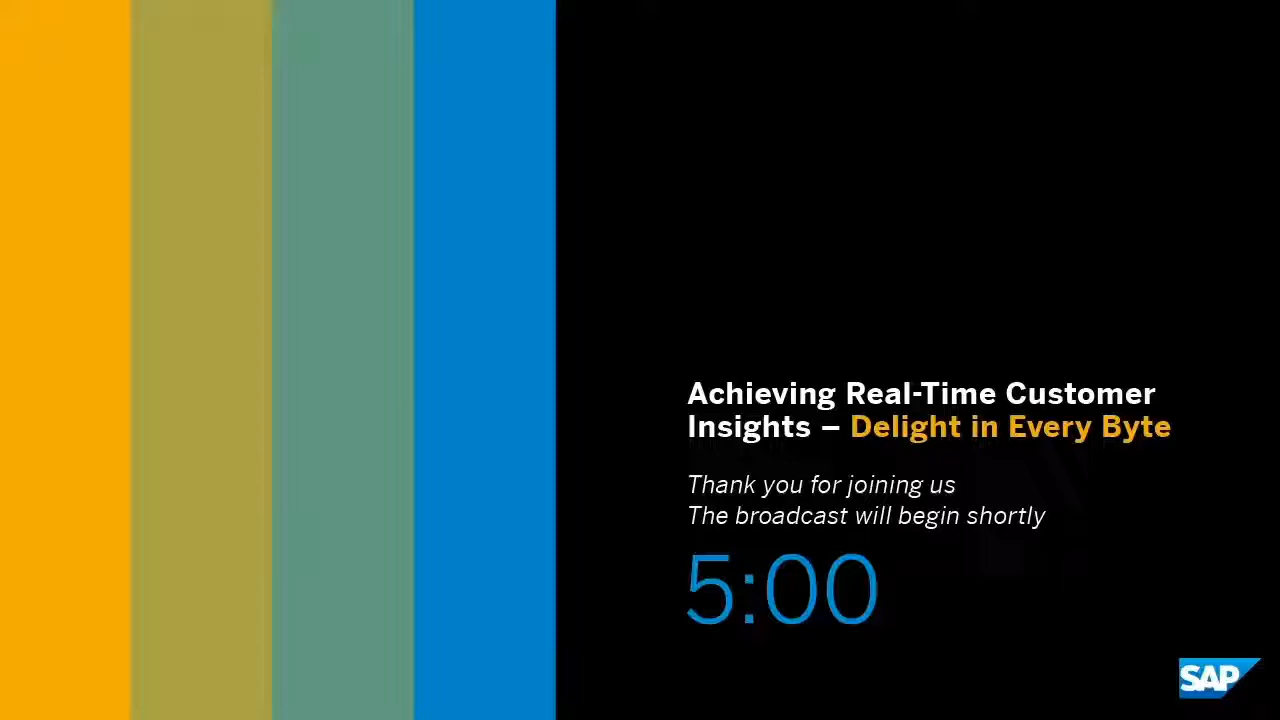 Achieving Real-Time Customer
Insights – Delight in Every Byte
Thank you for joining us
The broadcast will begin shortly
5:00
SAP